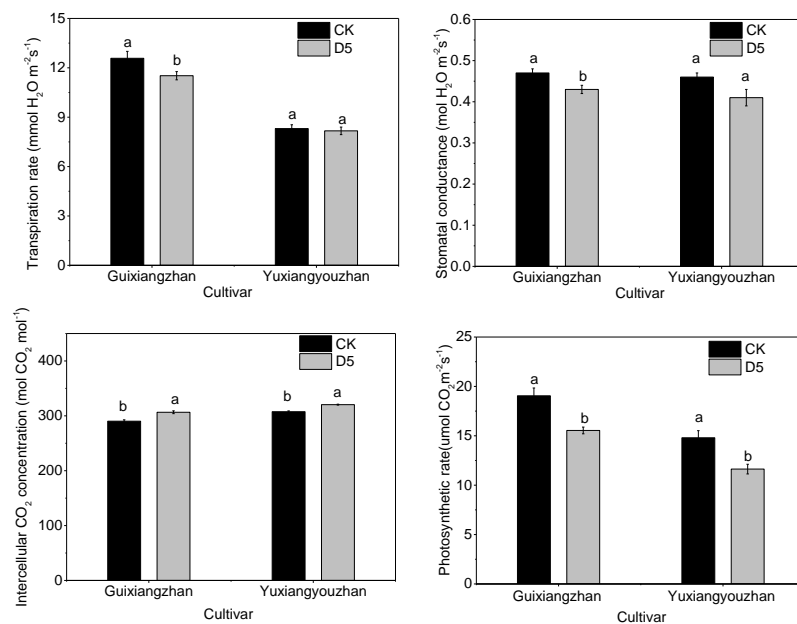 Transpiration rate (mmol H₂O m⁻²s⁻¹)
15
12
9
6
3
0
CK
D5
a
b
a
a
Guixiangzhan
Yuxiangyouzhan
Cultivar
Stomatal conductance (mol H₂O m⁻²s⁻¹)
0.6
0.5
0.4
0.3
0.2
0.1
0.0
CK
D5
a
b
a
a
Guixiangzhan
Yuxiangyouzhan
Cultivar
Intercellular CO₂ concentration (mol CO₂ mol⁻¹)
400
300
200
100
0
CK
D5
b
a
b
a
Guixiangzhan
Yuxiangyouzhan
Cultivar
Photosynthetic rate(umol CO₂m⁻²s⁻¹)
25
20
15
10
5
0
CK
D5
a
b
a
b
Guixiangzhan
Yuxiangyouzhan
Cultivar